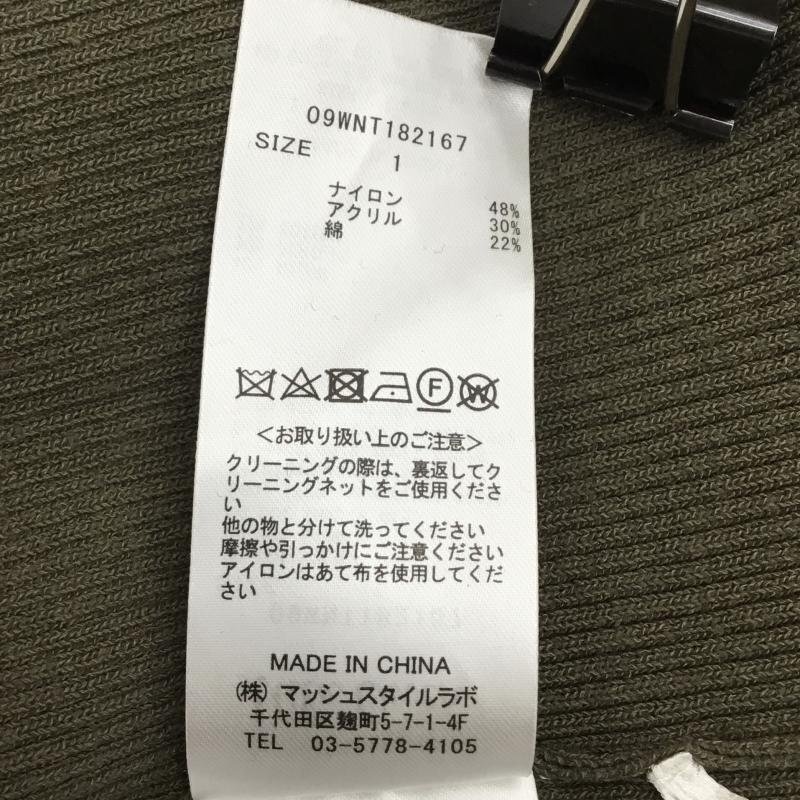 09WNT182167
SIZE 1
ナイロン 48%
アクリル 30%
綿 22%
F W
<お取り扱い上のご注意>
クリーニングの際は、裏返してク
リーニングネットをご使用くださ
い
他の物と分けて洗ってください
摩擦や引っかけにご注意ください
アイロンはあて布を使用してくだ
さい
MADE IN CHINA
(株) マッシュスタイルラボ
千代田区麹町5-7-1-4F
TEL 03-5778-4105